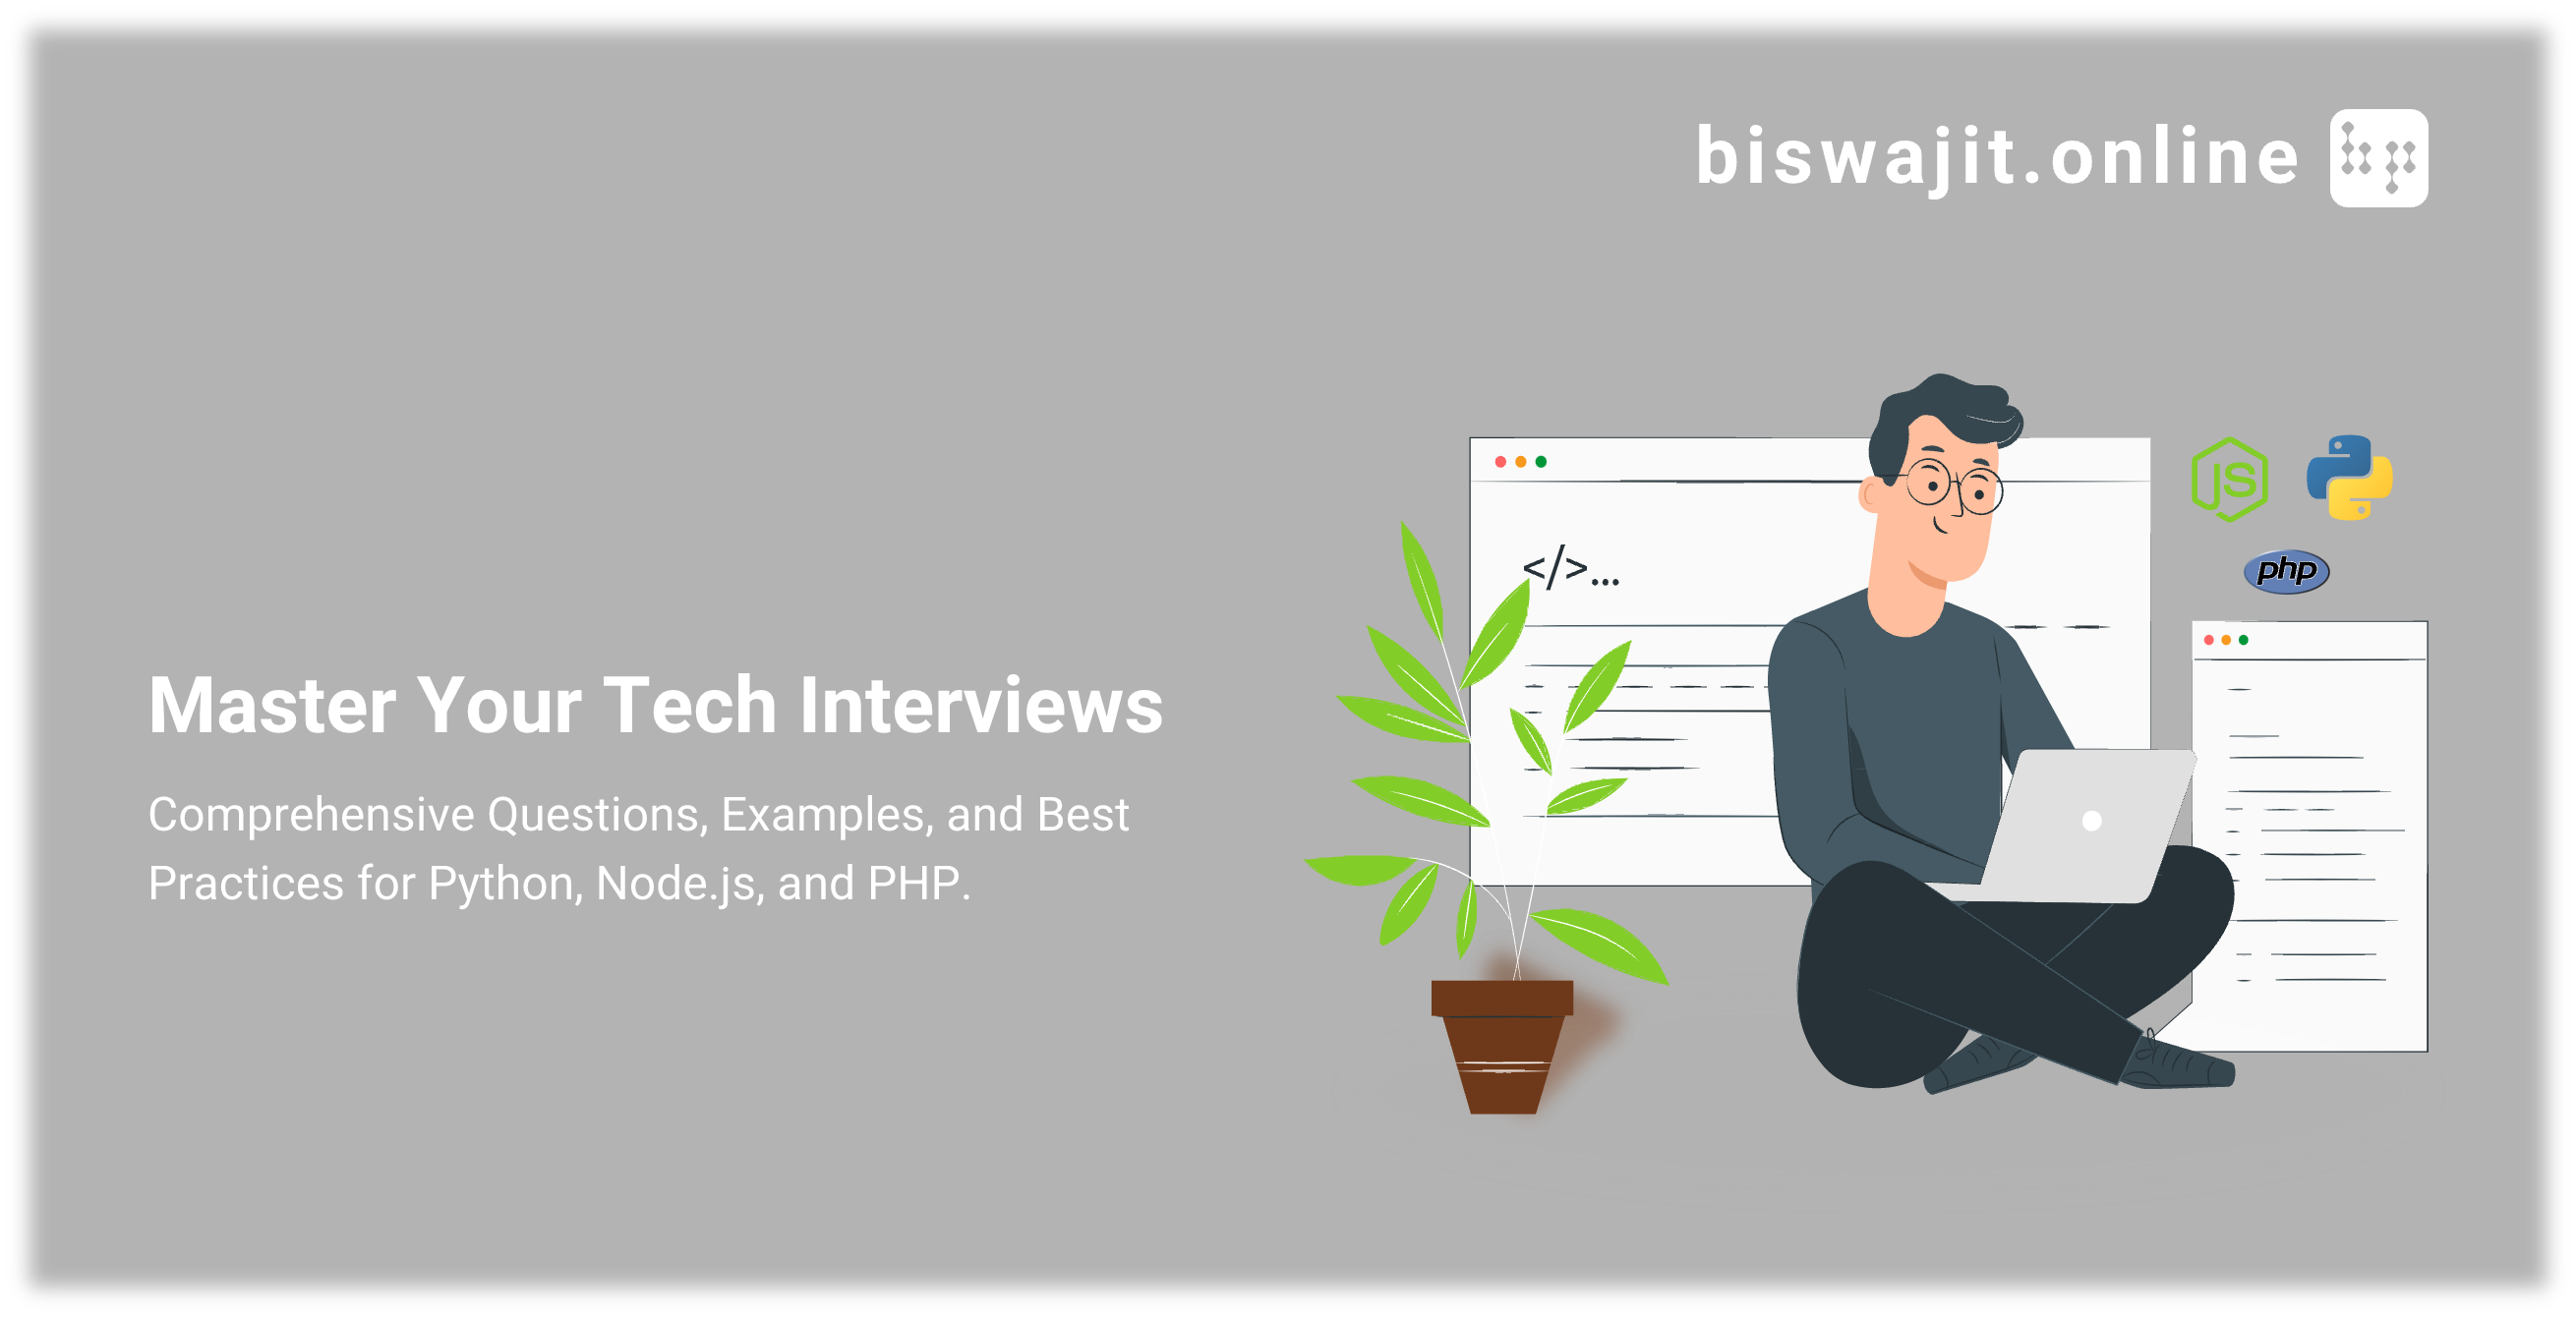 biswajit.online
bp
JS
php
</>...
Master Your Tech Interviews
Comprehensive Questions, Examples, and Best
Practices for Python, Node.js, and PHP.